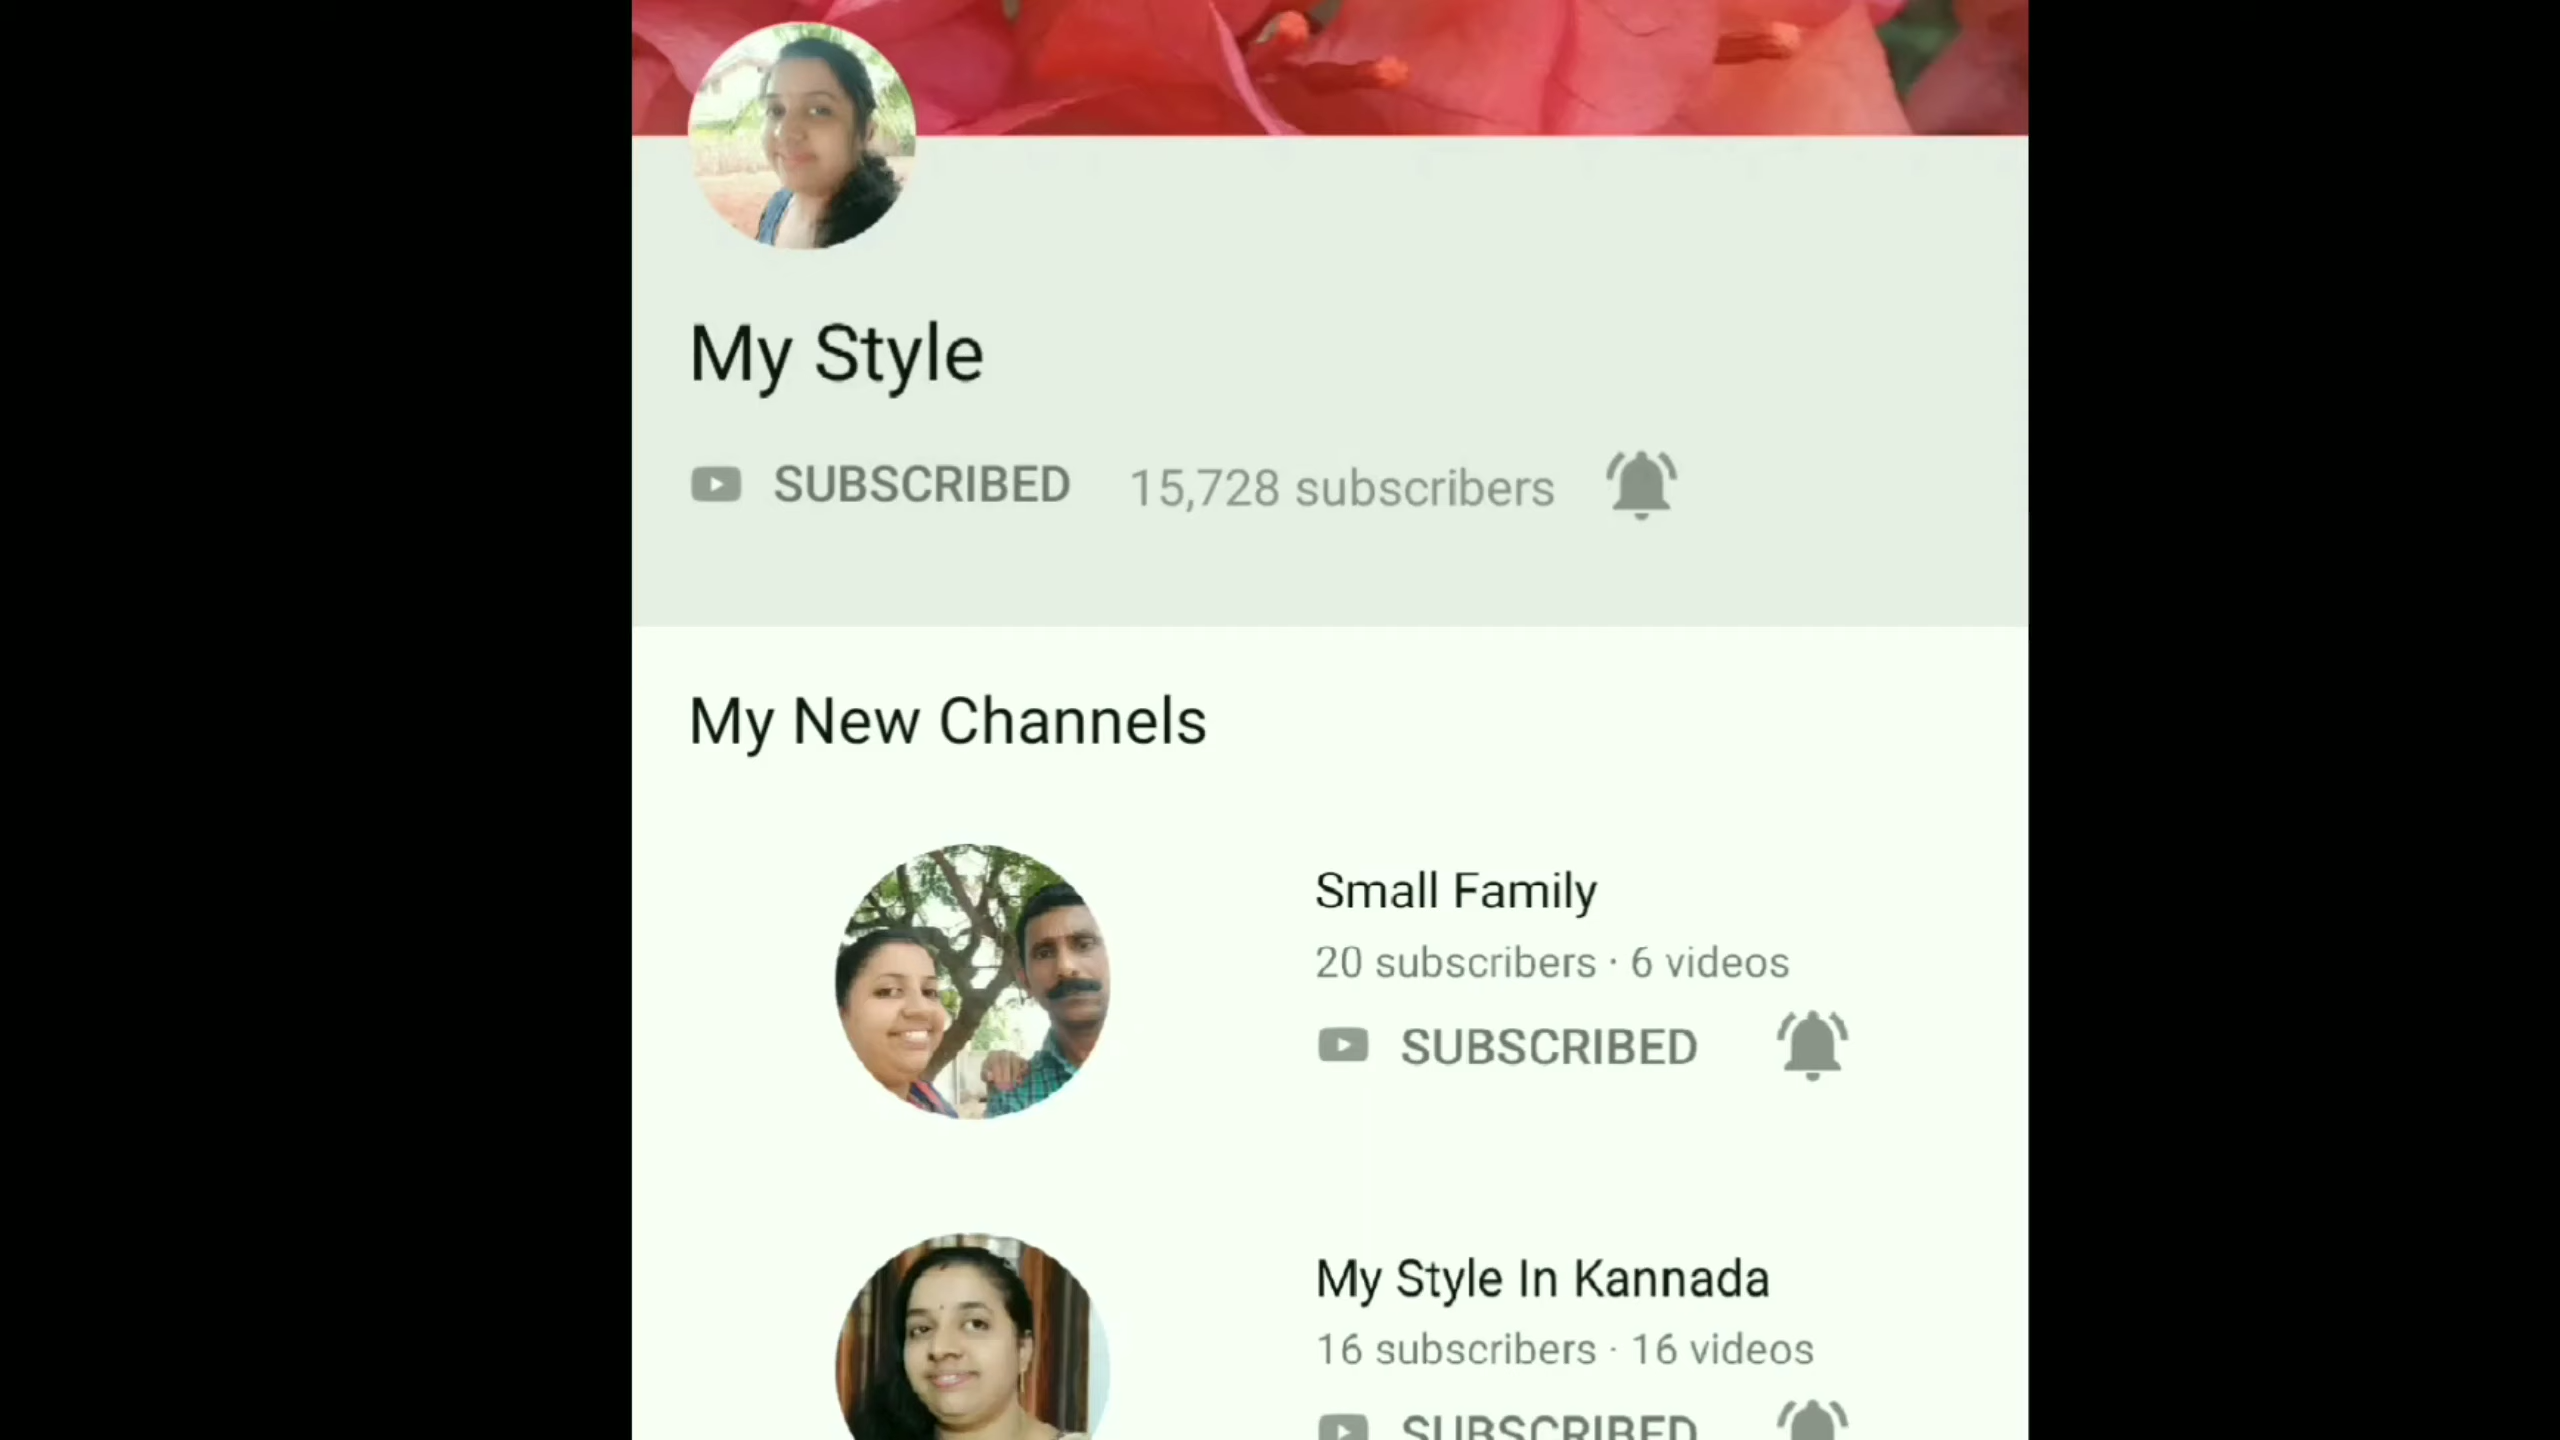 My Style
SUBSCRIBED 15,728 subscribers
My New Channels
Small Family
20 subscribers · 6 videos
SUBSCRIBED
My Style In Kannada
16 subscribers · 16 videos
SUBSCRIBED